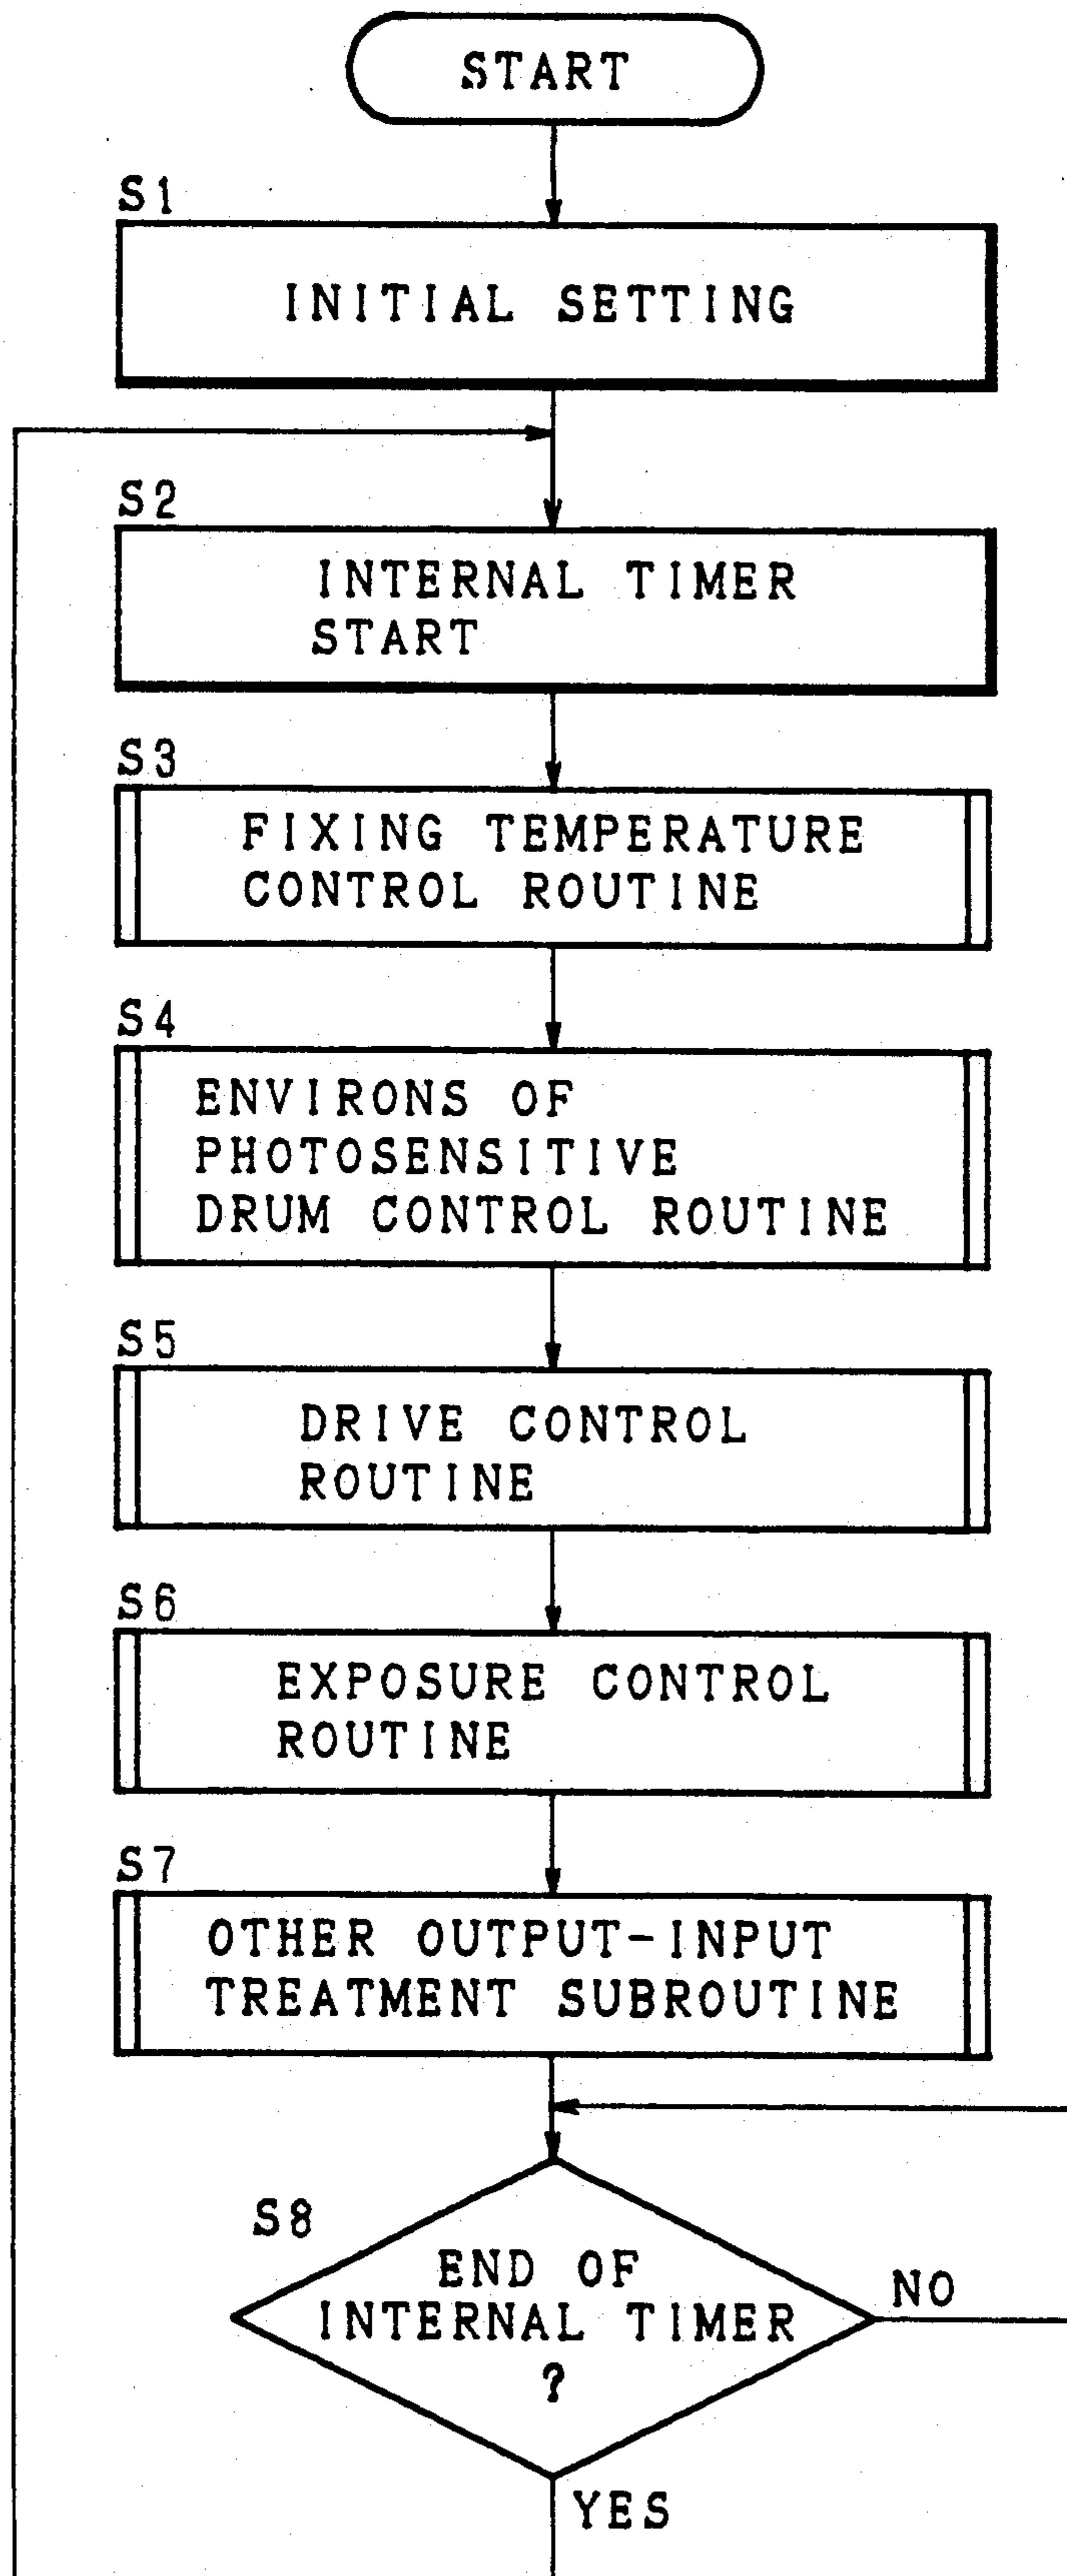 START
S1
INITIAL SETTING
S2
INTERNAL TIMER
START
S3
FIXING TEMPERATURE
CONTROL ROUTINE
S4
ENVIRONS OF
PHOTOSENSITIVE
DRUM CONTROL ROUTINE
S5
DRIVE CONTROL
ROUTINE
S6
EXPOSURE CONTROL
ROUTINE
S7
OTHER OUTPUT-INPUT
TREATMENT SUBROUTINE
S8
END OF
INTERNAL TIMER
?
NO
YES